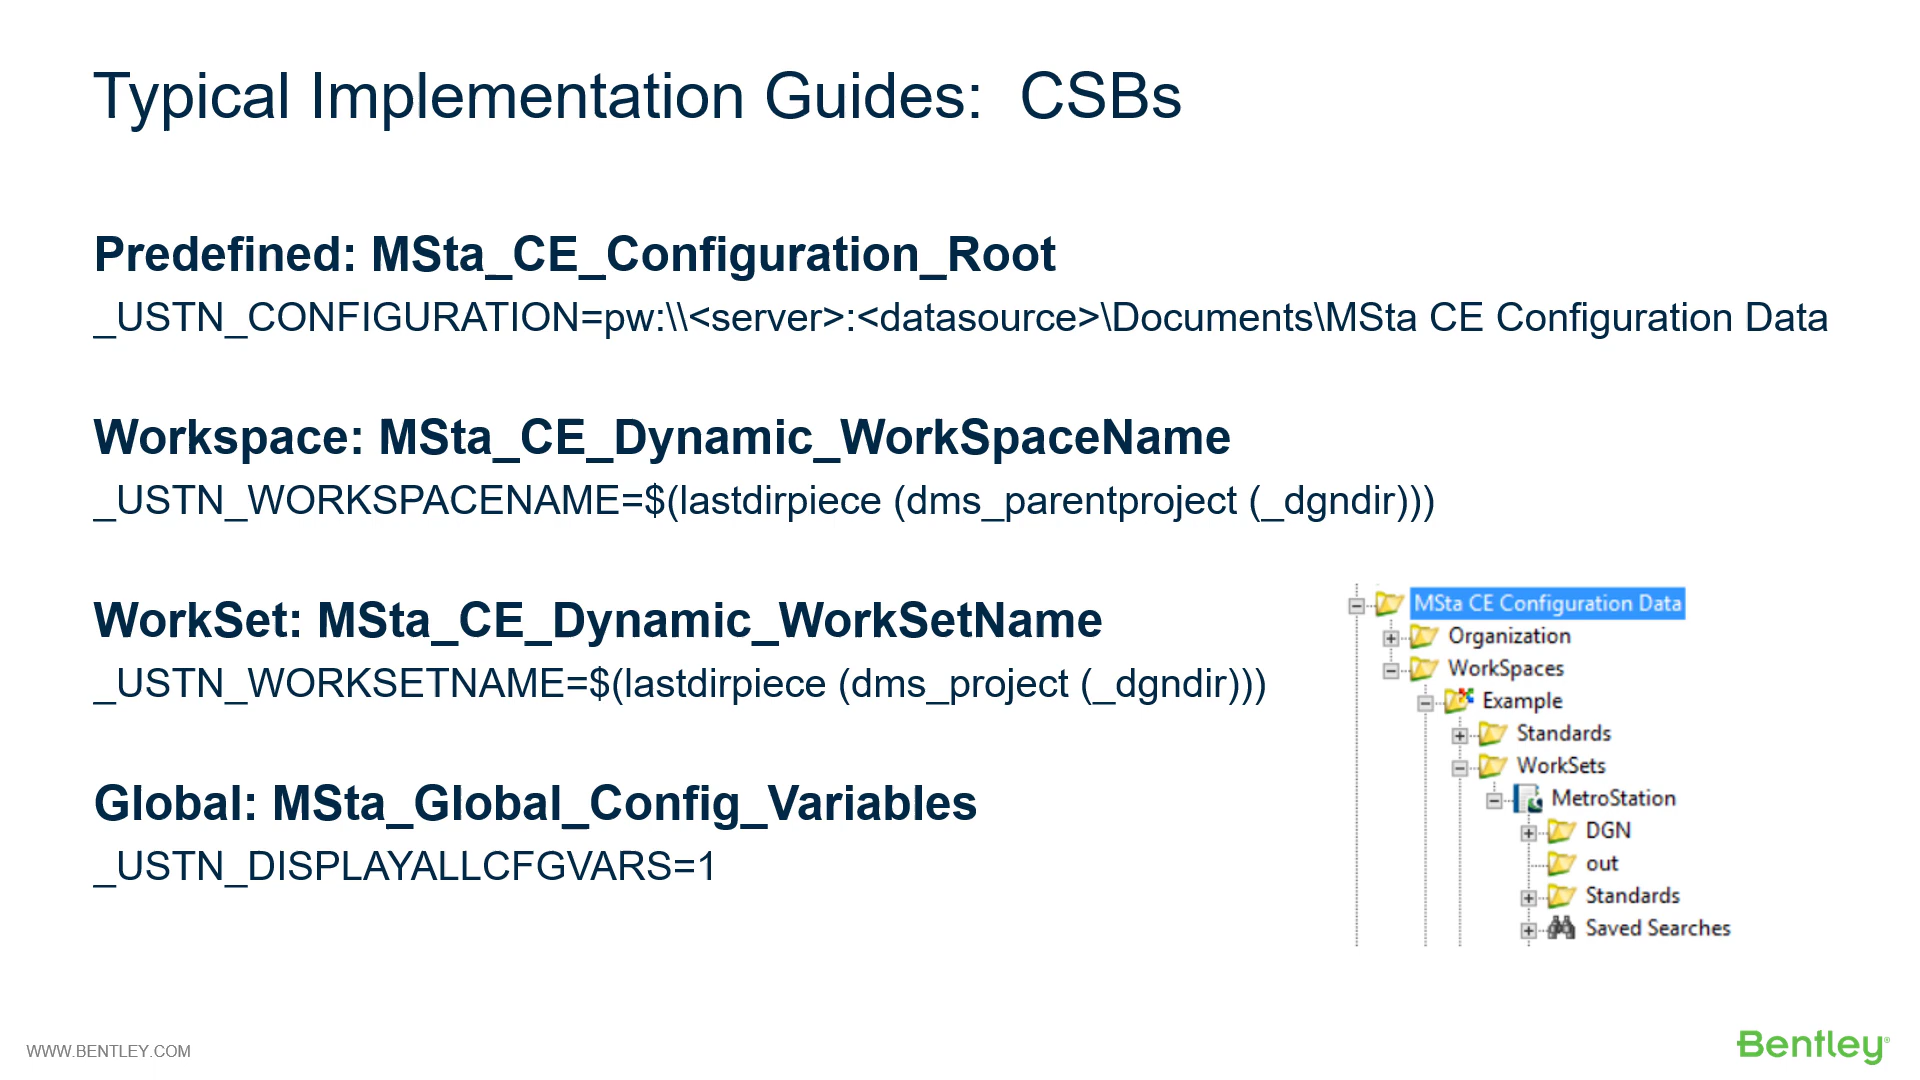 Typical Implementation Guides:  CSBs
Predefined: MSta_CE_Configuration_Root
_USTN_CONFIGURATION=pw:\\<server>:<datasource>\Documents\MSta CE Configuration Data
Workspace: MSta_CE_Dynamic_WorkSpaceName
_USTN_WORKSPACENAME=$(lastdirpiece (dms_parentproject (_dgndir)))
WorkSet: MSta_CE_Dynamic_WorkSetName
_USTN_WORKSETNAME=$(lastdirpiece (dms_project (_dgndir)))
Global: MSta_Global_Config_Variables
_USTN_DISPLAYALLCFGVARS=1
MSta CE Configuration Data
Organization
WorkSpaces
Example
Standards
WorkSets
MetroStation
DGN
out
Standards
Saved Searches
WWW.BENTLEY.COM
Bentley®